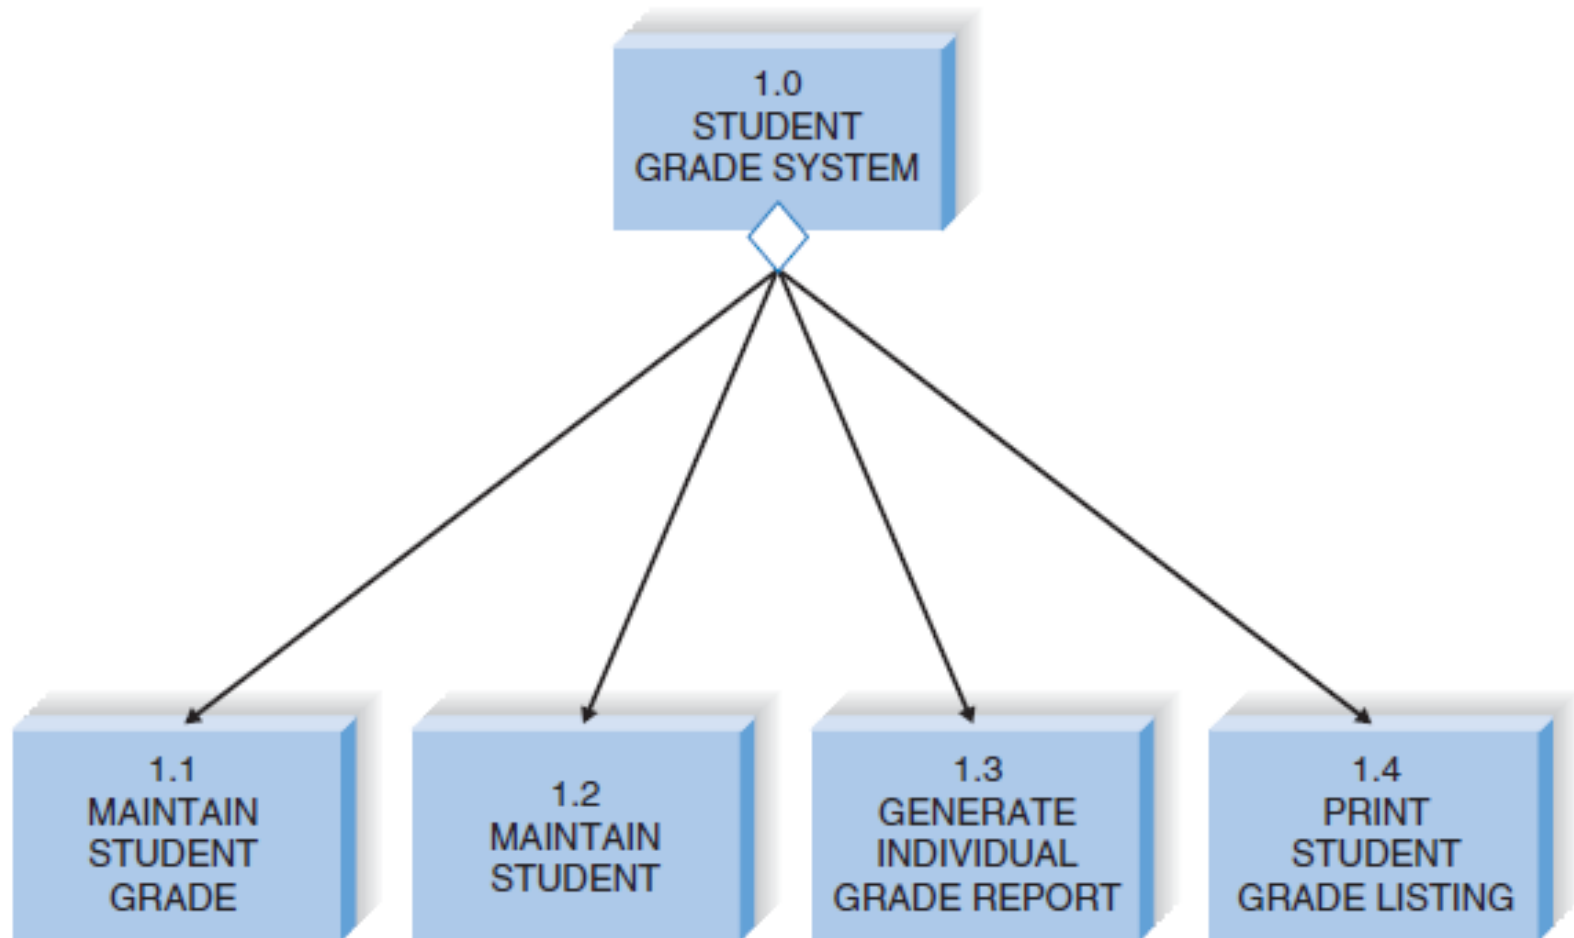 1.0
STUDENT
GRADE SYSTEM
1.1
MAINTAIN
STUDENT
GRADE
1.2
MAINTAIN
STUDENT
1.3
GENERATE
INDIVIDUAL
GRADE REPORT
1.4
PRINT
STUDENT
GRADE LISTING